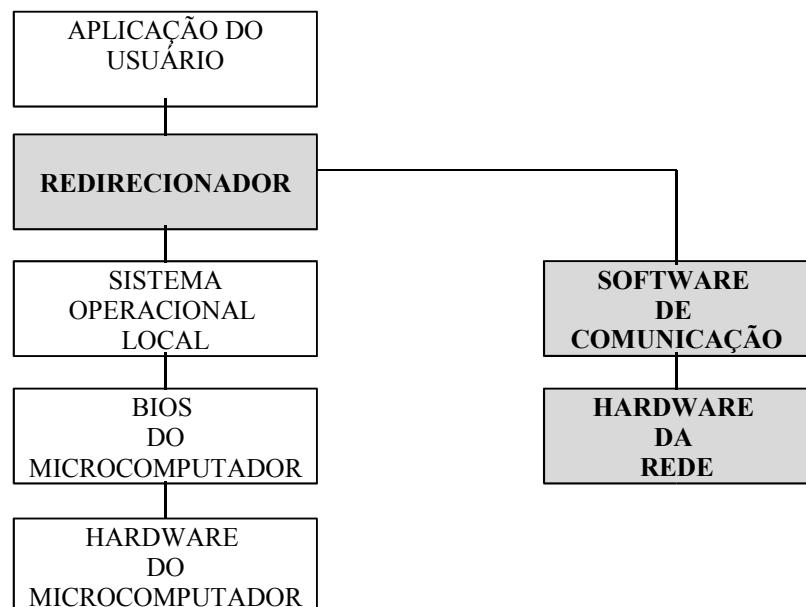 APLICAÇÃO DO
USUÁRIO
REDIRECIONADOR
SISTEMA
OPERACIONAL
LOCAL
BIOS
DO
MICROCOMPUTADOR
HARDWARE
DO
MICROCOMPUTADOR
SOFTWARE
DE
COMUNICAÇÃO
HARDWARE
DA
REDE